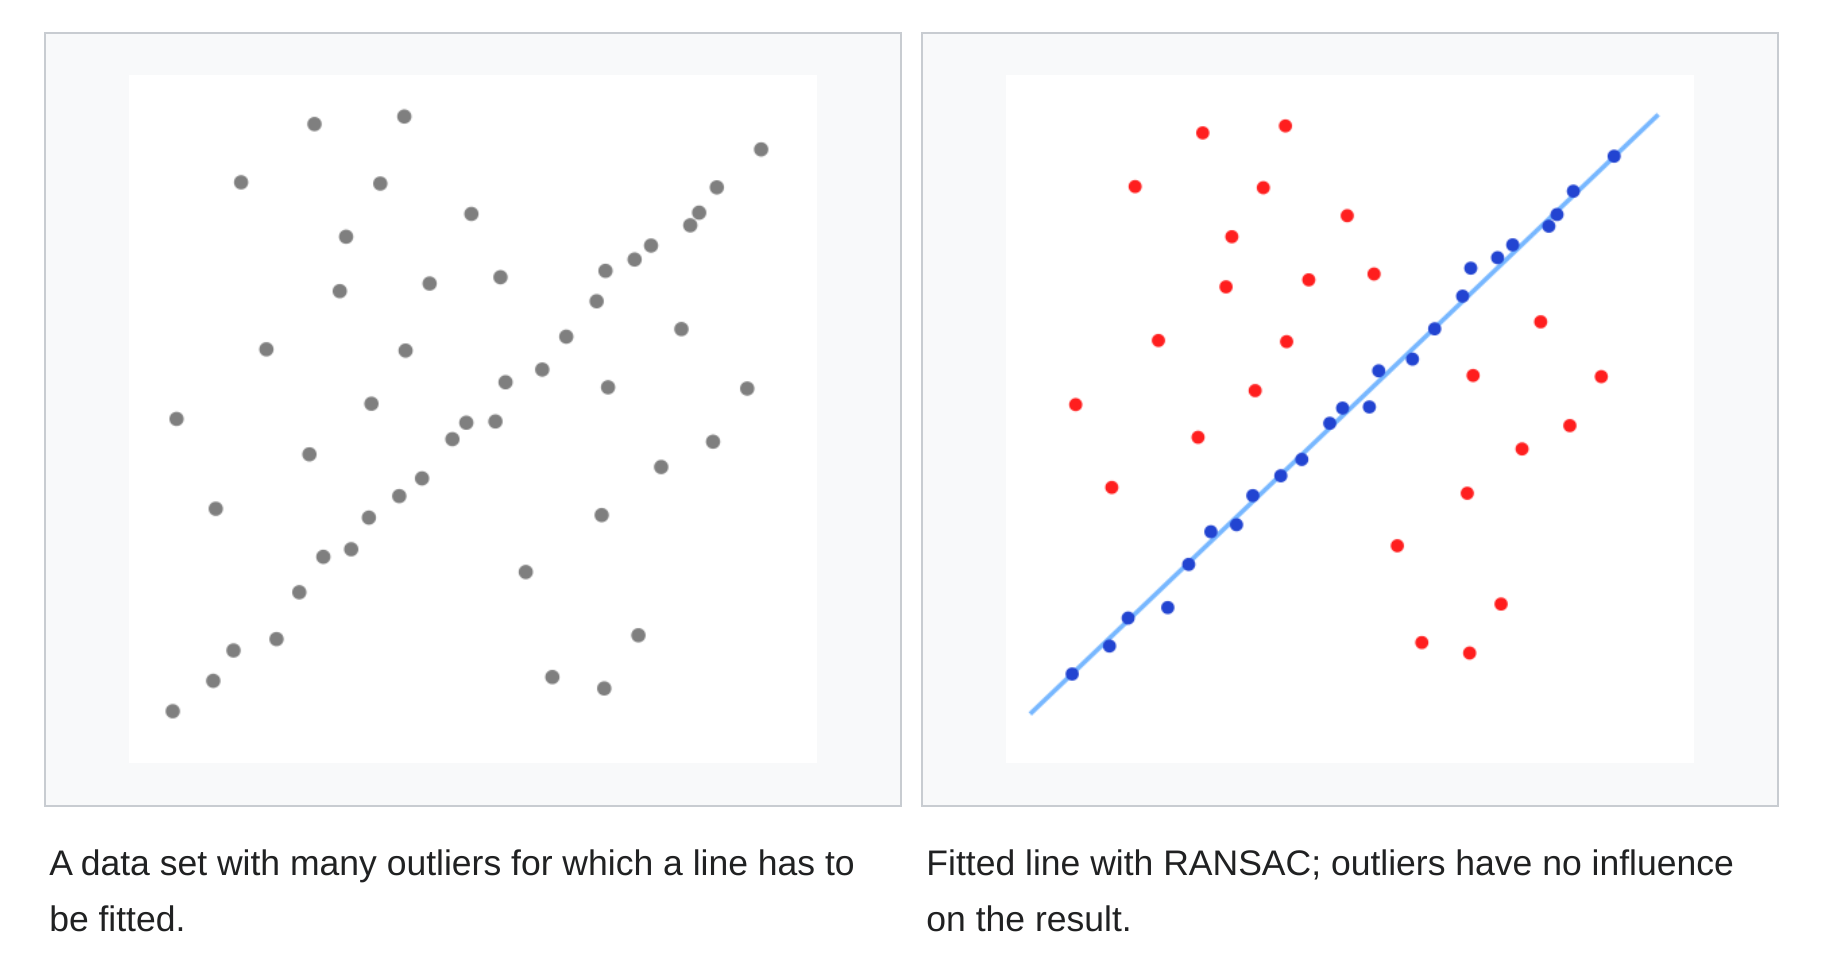 A data set with many outliers for which a line has to
be fitted.
Fitted line with RANSAC; outliers have no influence
on the result.